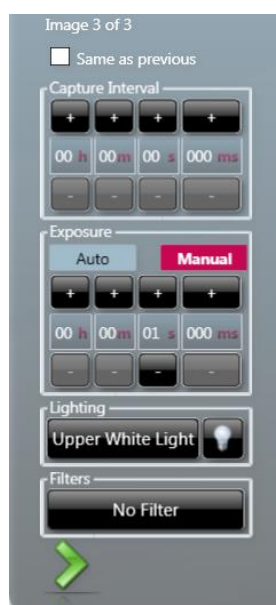 Image 3 of 3
Same as previous
Capture Interval
+ + + +
00 h 00 m 00 s 000 ms
- - - -
Exposure
Auto Manual
+ + + +
00 h 00 m 01 s 000 ms
- - - -
Lighting
Upper White Light
Filters
No Filter